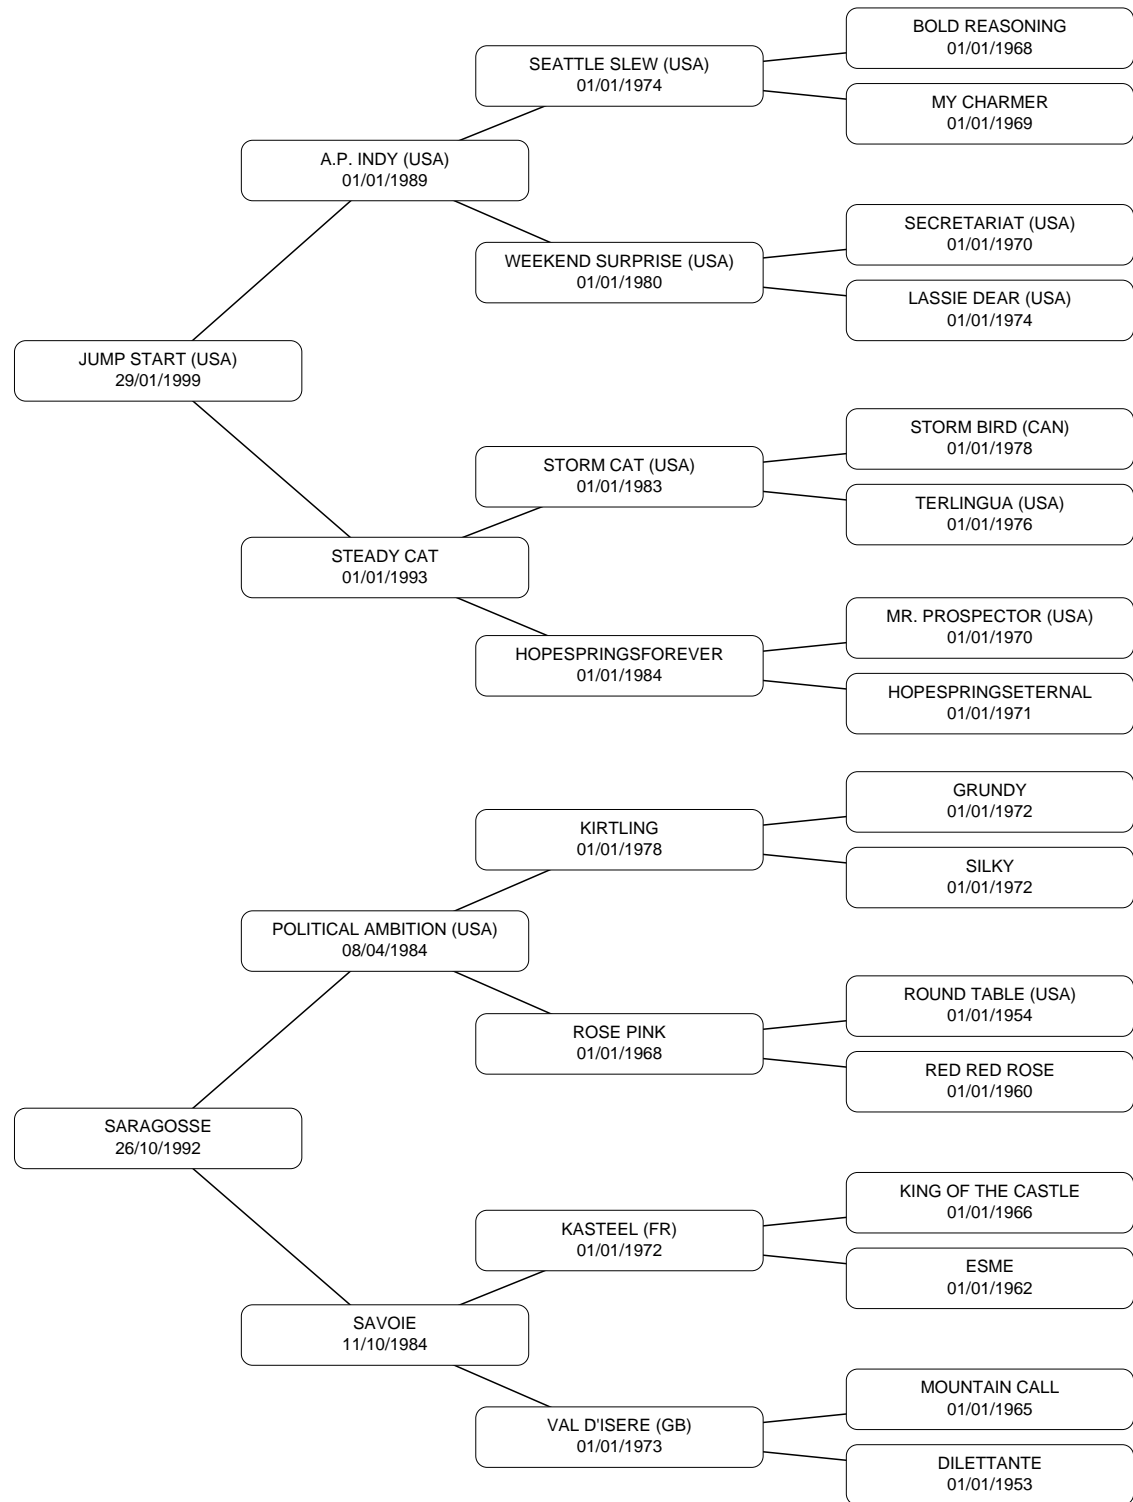 BOLD REASONING
01/01/1968
SEATTLE SLEW (USA)
01/01/1974
MY CHARMER
01/01/1969
A.P. INDY (USA)
01/01/1989
SECRETARIAT (USA)
01/01/1970
WEEKEND SURPRISE (USA)
01/01/1980
LASSIE DEAR (USA)
01/01/1974
JUMP START (USA)
29/01/1999
STORM BIRD (CAN)
01/01/1978
STORM CAT (USA)
01/01/1983
TERLINGUA (USA)
01/01/1976
STEADY CAT
01/01/1993
MR. PROSPECTOR (USA)
01/01/1970
HOPESPRINGSFOREVER
01/01/1984
HOPESPRINGSETERNAL
01/01/1971
GRUNDY
01/01/1972
KIRTLING
01/01/1978
SILKY
01/01/1972
POLITICAL AMBITION (USA)
08/04/1984
ROUND TABLE (USA)
01/01/1954
ROSE PINK
01/01/1968
RED RED ROSE
01/01/1960
SARAGOSSE
26/10/1992
KING OF THE CASTLE
01/01/1966
KASTEEL (FR)
01/01/1972
ESME
01/01/1962
SAVOIE
11/10/1984
MOUNTAIN CALL
01/01/1965
VAL D'ISERE (GB)
01/01/1973
DILETTANTE
01/01/1953